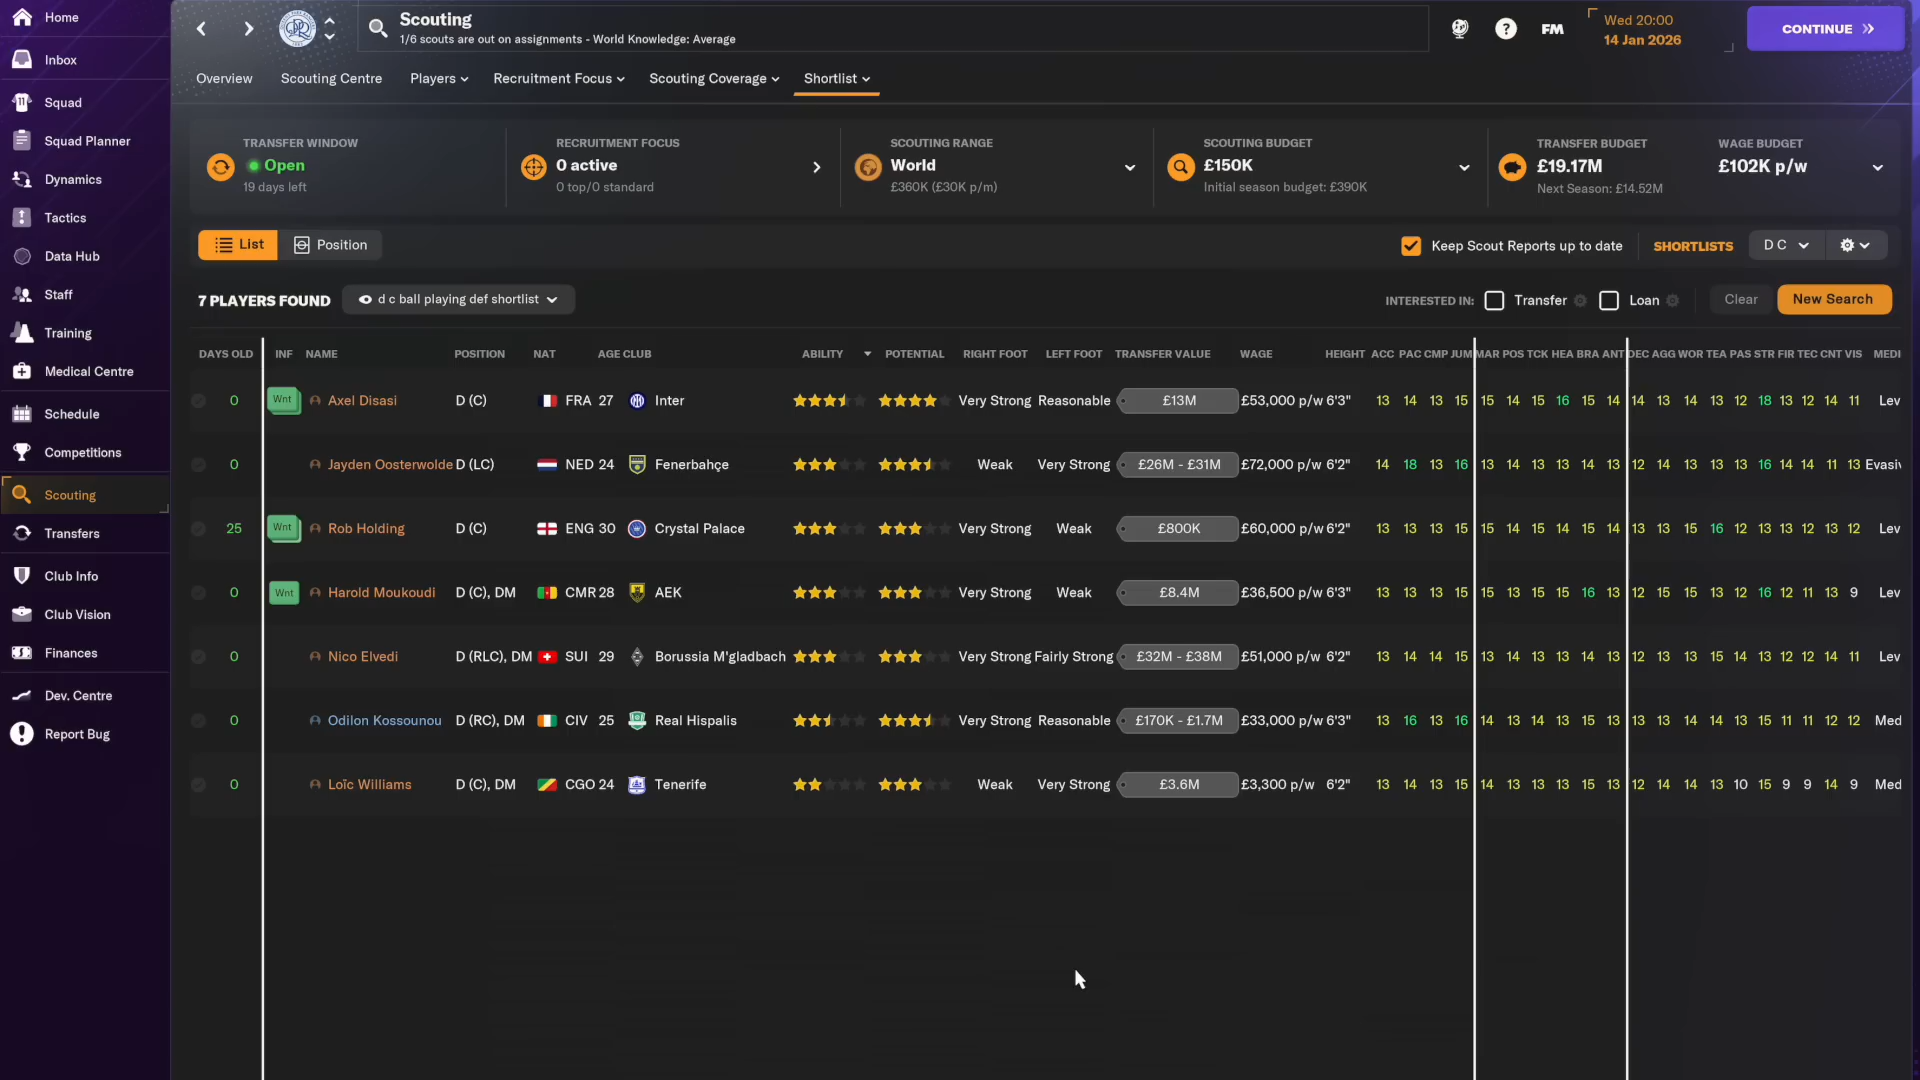 Home
Inbox
Squad
Squad Planner
Dynamics
Tactics
Data Hub
Staff
Training
Medical Centre
Schedule
Competitions
Scouting
Transfers
Club Info
Club Vision
Finances
Dev. Centre
Report Bug
Scouting
1/6 scouts are out on assignments - World Knowledge: Average
FM
Wed 20:00
14 Jan 2026
CONTINUE
Overview Scouting Centre Players Recruitment Focus Scouting Coverage Shortlist
TRANSFER WINDOW
Open
19 days left
RECRUITMENT FOCUS
0 active
0 top/0 standard
SCOUTING RANGE
World
£360K (£30K p/m)
SCOUTING BUDGET
£150K
Initial season budget: £390K
TRANSFER BUDGET
£19.17M
Next Season: £14.52M
WAGE BUDGET
£102K p/w
List Position
Keep Scout Reports up to date SHORTLISTS D C
7 PLAYERS FOUND d c ball playing def shortlist
INTERESTED IN: Transfer Loan Clear New Search
DAYS OLD INF NAME POSITION NAT AGE CLUB ABILITY POTENTIAL RIGHT FOOT LEFT FOOT TRANSFER VALUE WAGE HEIGHT ACC PAC CMP JUM MAR POS TCK HEA BRA ANT DEC AGG WOR TEA PAS STR FIR TEC CNT VIS MEDI
0 Wnt Axel Disasi D (C) FRA 27 Inter Very Strong Reasonable £13M £53,000 p/w 6'3" 13 14 13 15 15 14 15 16 15 14 14 13 14 13 12 18 13 12 14 11 Lev
0 Jayden Oosterwolde D (LC) NED 24 Fenerbahçe Weak Very Strong £26M - £31M £72,000 p/w 6'2" 14 18 13 16 13 14 13 13 14 13 12 14 13 13 13 16 14 14 11 13 Evasiv
25 Wnt Rob Holding D (C) ENG 30 Crystal Palace Very Strong Weak £800K £60,000 p/w 6'2" 13 13 13 15 15 14 15 14 15 14 13 13 15 16 12 13 13 12 13 12 Lev
0 Wnt Harold Moukoudi D (C), DM CMR 28 AEK Very Strong Weak £8.4M £36,500 p/w 6'3" 13 13 13 15 15 13 15 15 16 13 12 15 15 13 12 16 12 11 13 9 Lev
0 Nico Elvedi D (RLC), DM SUI 29 Borussia M'gladbach Very Strong Fairly Strong £32M - £38M £51,000 p/w 6'2" 13 14 14 15 13 14 13 13 14 13 12 13 13 15 14 13 12 12 14 11 Lev
0 Odilon Kossounou D (RC), DM CIV 25 Real Hispalis Very Strong Reasonable £170K - £1.7M £33,000 p/w 6'3" 13 16 13 16 14 13 14 13 15 13 13 13 14 14 13 15 11 11 12 12 Med
0 Loïc Williams D (C), DM CGO 24 Tenerife Weak Very Strong £3.6M £3,300 p/w 6'2" 13 14 13 15 14 13 13 13 15 13 12 14 14 13 10 15 9 9 14 9 Med